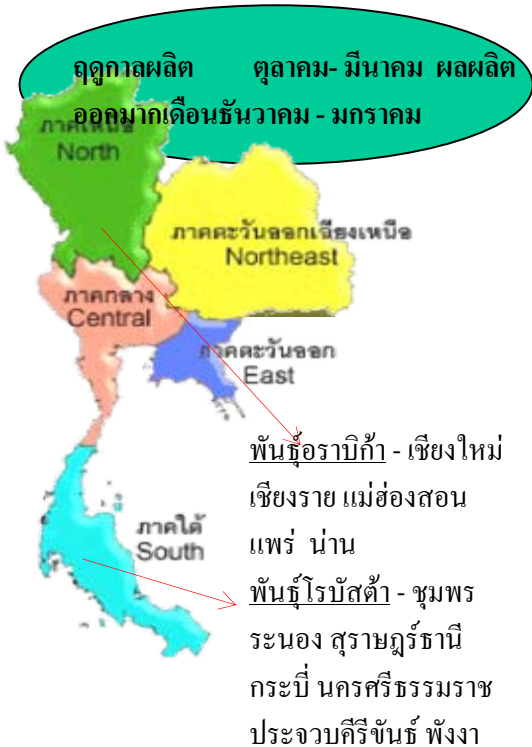 ฤดูกาลผลิต ตุลาคม- มีนาคม ผลผลิต
ออกมากเดือนธันวาคม - มกราคม
ภาคเหนือ
North
ภาคตะวันออกเฉียงเหนือ
Northeast
ภาคกลาง
Central
ภาคตะวันออก
East
พันธุ์อราบิก้า - เชียงใหม่
เชียงราย แม่ฮ่องสอน
แพร่ น่าน
ภาคใต้
South
พันธุ์โรบัสต้า - ชุมพร
ระนอง สุราษฎร์ธานี
กระบี่ นครศรีธรรมราช
ประจวบคีรีขันธ์ พังงา